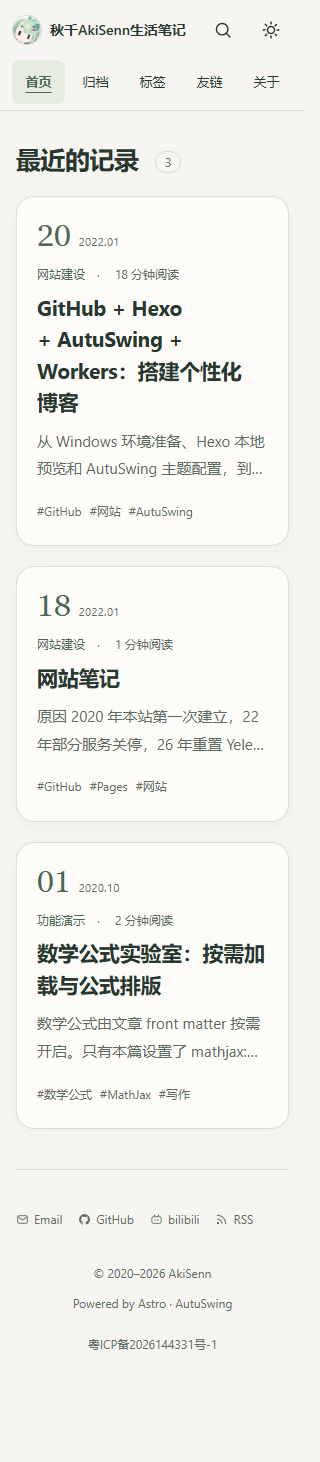 秋千AkiSenn生活笔记
首页 归档 标签 友链 关于
最近的记录 3
20 2022.01
网站建设 · 18 分钟阅读
GitHub + Hexo
+ AutuSwing +
Workers：搭建个性化
博客
从 Windows 环境准备、Hexo 本地
预览和 AutuSwing 主题配置，到...
#GitHub #网站 #AutuSwing
18 2022.01
网站建设 · 1 分钟阅读
网站笔记
原因 2020 年本站第一次建立，22
年部分服务关停，26 年重置 Yele...
#GitHub #Pages #网站
01 2020.10
功能演示 · 2 分钟阅读
数学公式实验室：按需加
载与公式排版
数学公式由文章 front matter 按需
开启。只有本篇设置了 mathjax:...
#数学公式 #MathJax #写作
Email GitHub bilibili RSS
© 2020–2026 AkiSenn
Powered by Astro · AutuSwing
粤ICP备2026144331号-1